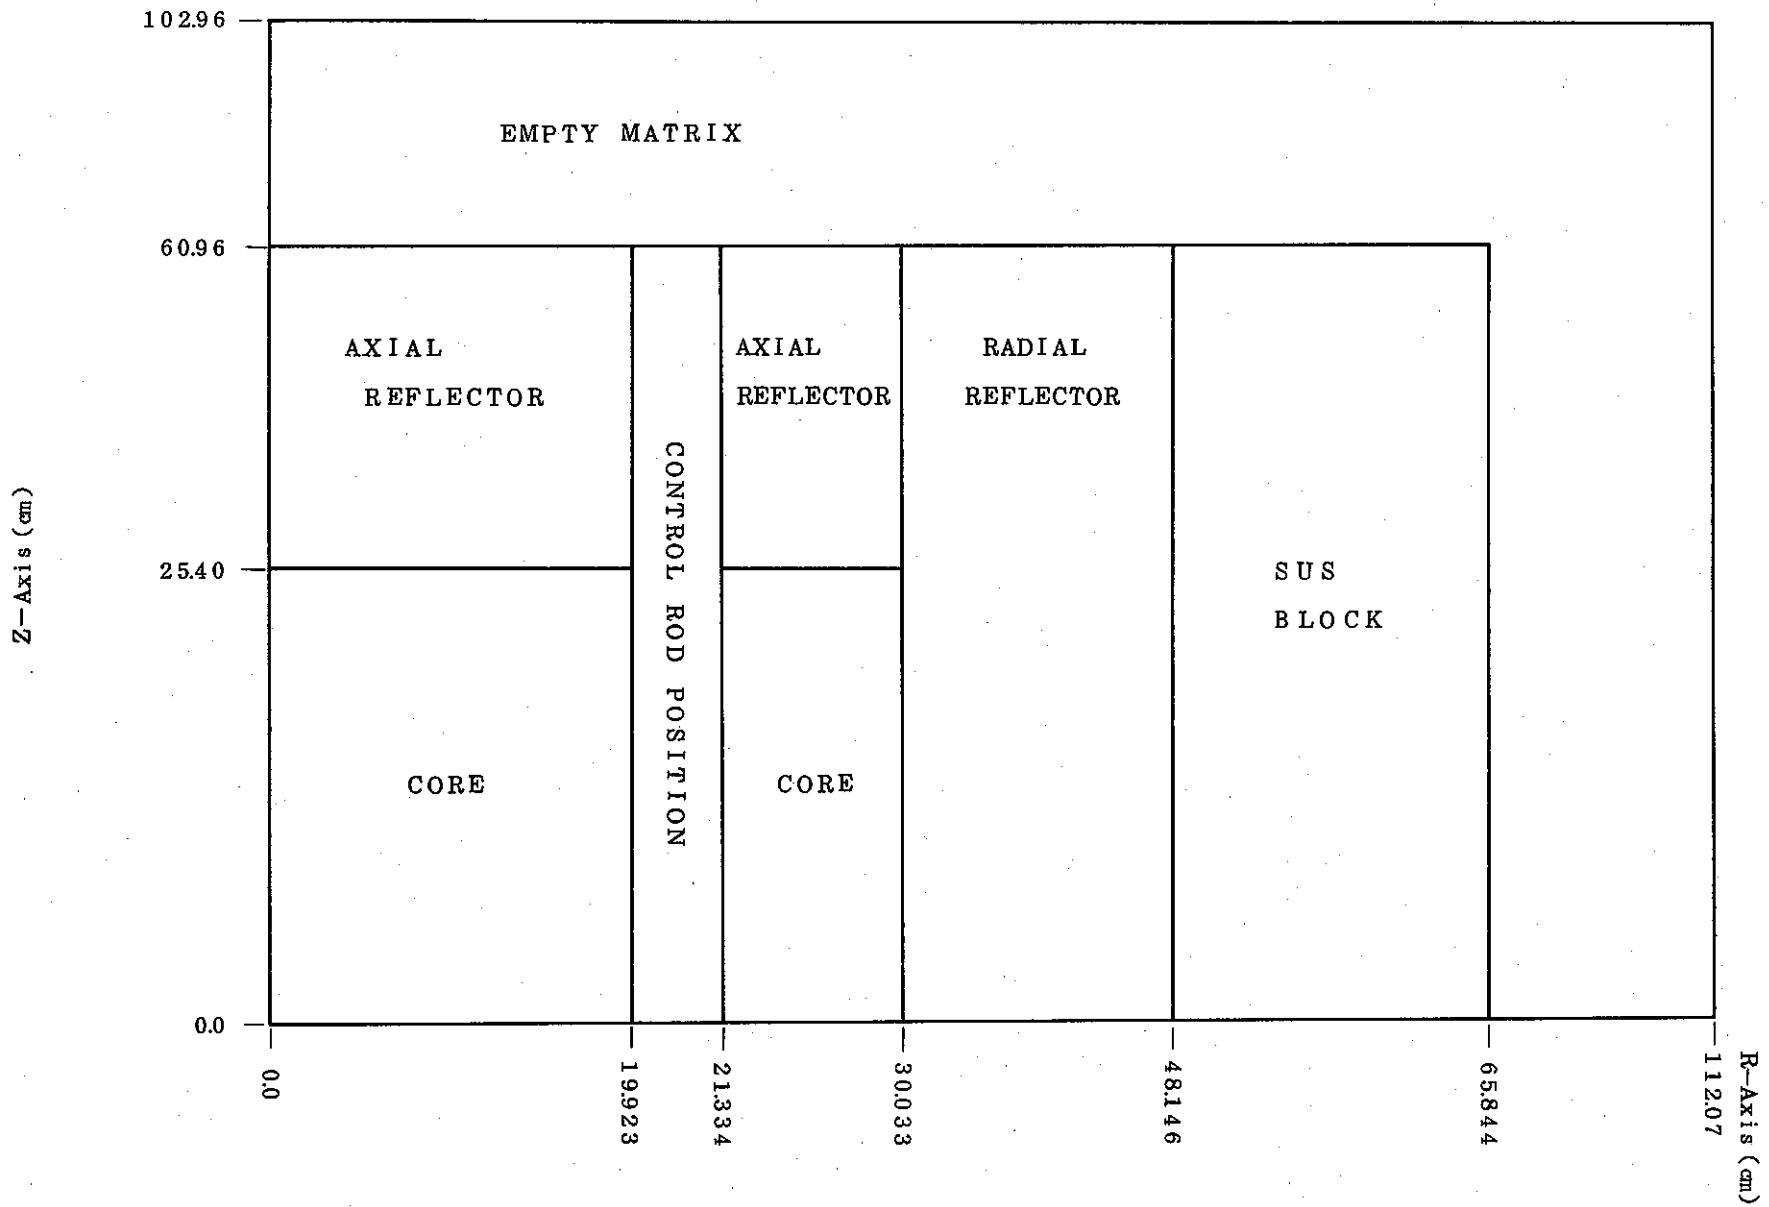 102.96
EMPTY MATRIX
60.96
AXIAL
REFLECTOR
AXIAL
REFLECTOR
RADIAL
REFLECTOR
CONTROL ROD POSITION
Z-Axis (cm)
25.40
SUS
BLOCK
CORE
CORE
0.0
0.0
19.923
21.334
30.033
48.146
65.844
112.07
R-Axis (cm)